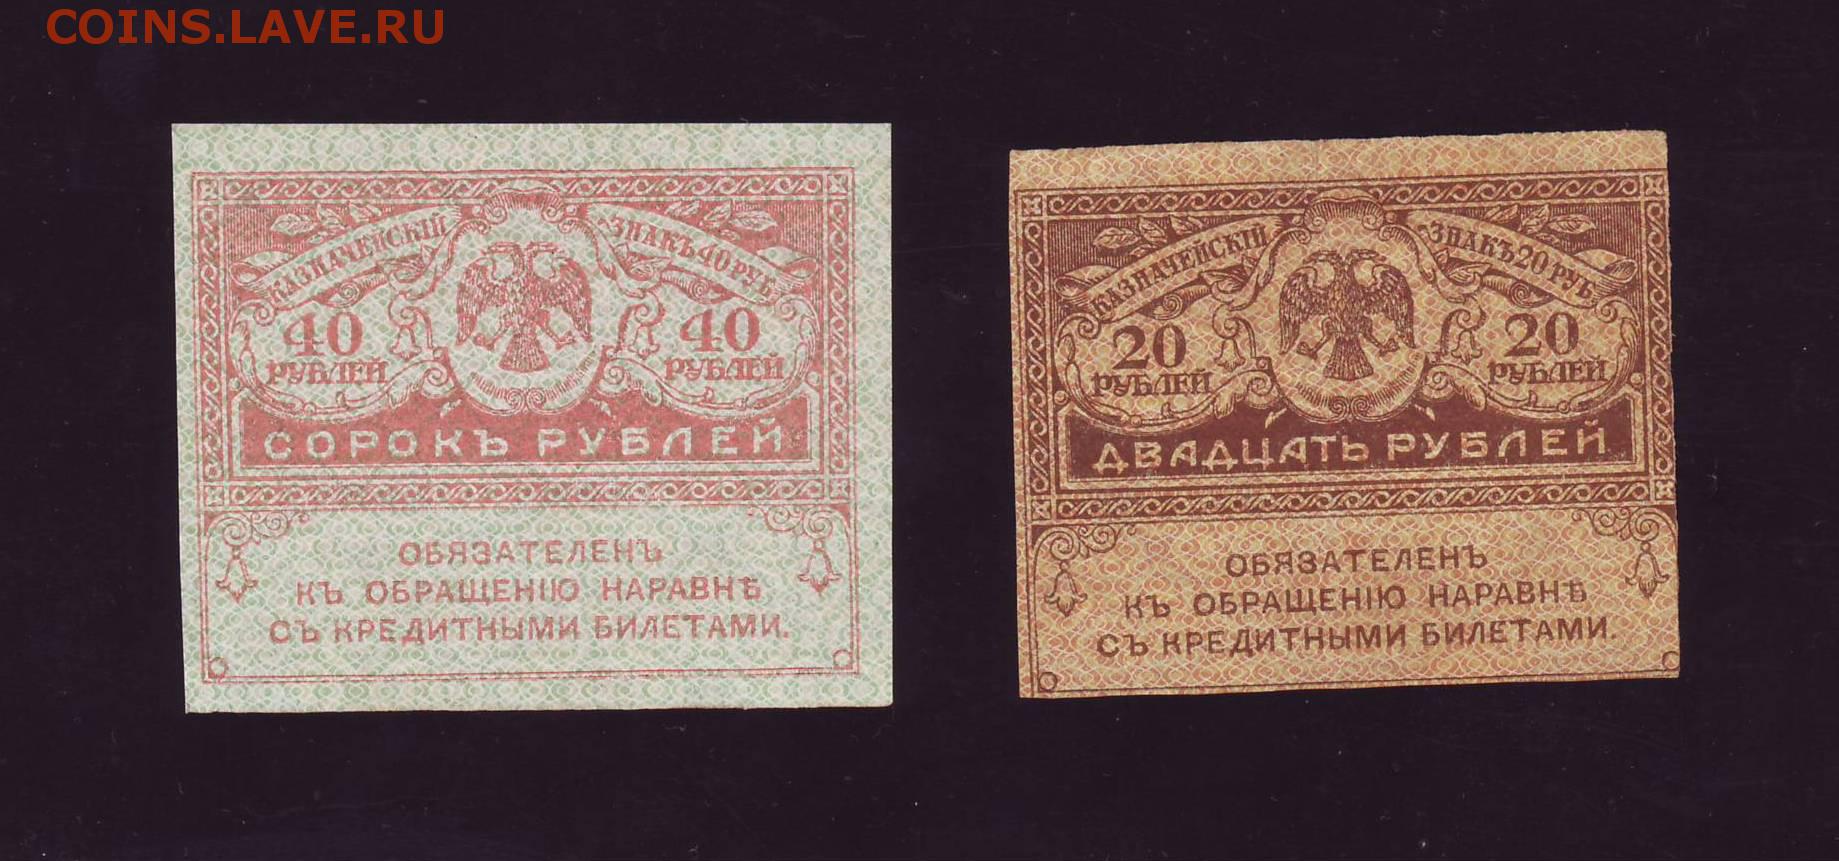 COINS.LAVE.RU
КАЗНАЧЕЙСКІЙ ЗНАКЪ 40 РУБ.
40 РУБЛЕЙ
40 РУБЛЕЙ
СОРОКЪ РУБЛЕЙ
ОБЯЗАТЕЛЕНЪ
КЪ ОБРАЩЕНІЮ НАРАВНѢ
СЪ КРЕДИТНЫМИ БИЛЕТАМИ.
КАЗНАЧЕЙСКІЙ ЗНАКЪ 20 РУБ.
20 РУБЛЕЙ
20 РУБЛЕЙ
ДВАДЦАТЬ РУБЛЕЙ
ОБЯЗАТЕЛЕНЪ
КЪ ОБРАЩЕНІЮ НАРАВНѢ
СЪ КРЕДИТНЫМИ БИЛЕТАМИ.